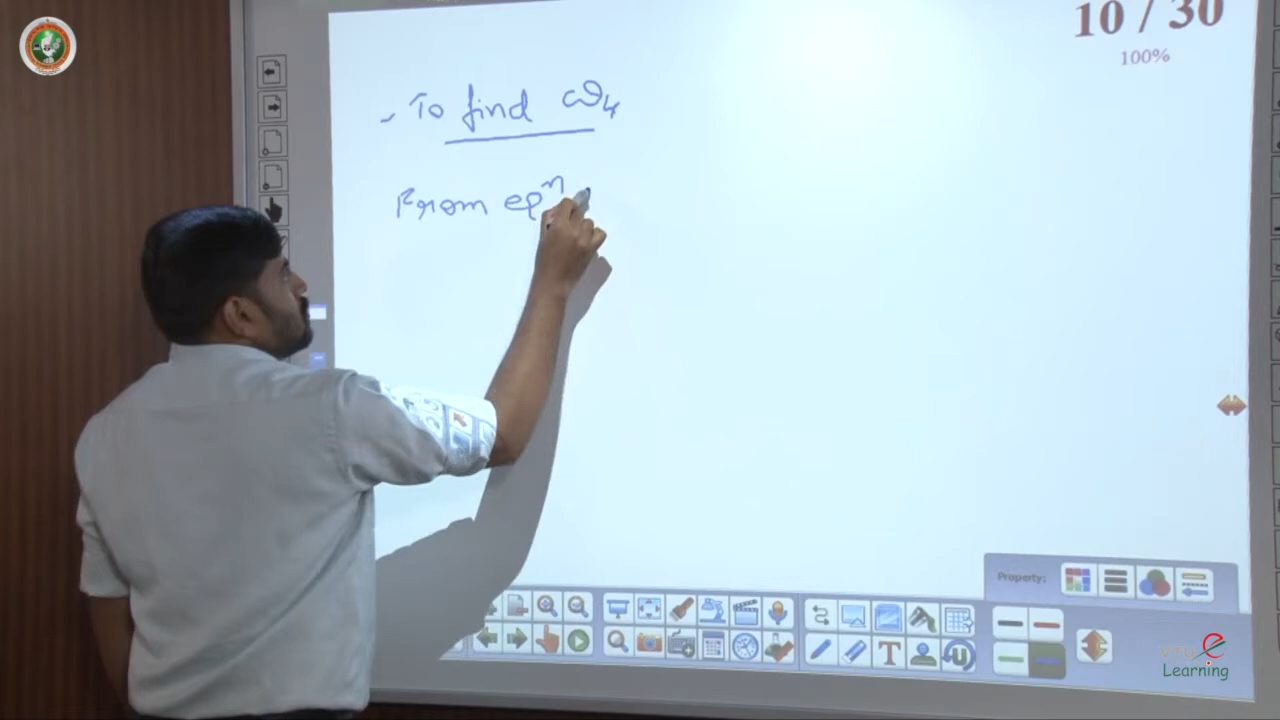 10 / 30
100%
To find ω₄
From eqⁿ
Property:
T
U
e
Learning